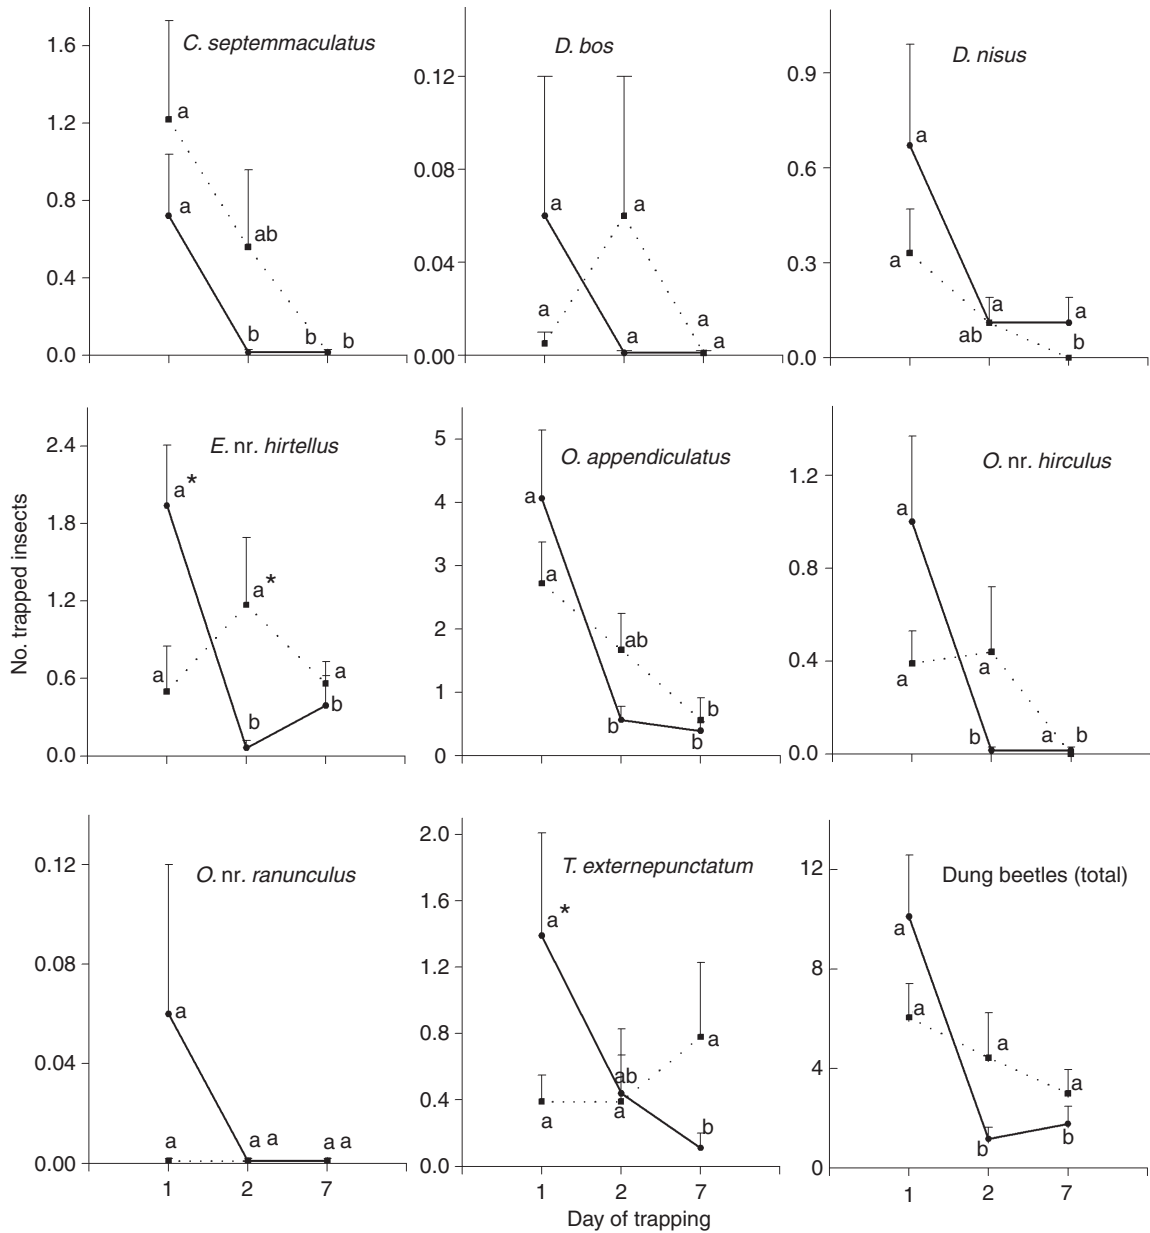 C. septemmaculatus
1.6
1.2
0.8
0.4
0.0
a
a
ab
b
b
b
D. bos
0.12
0.08
0.04
0.00
a
a
a
a
a
a
D. nisus
0.9
0.6
0.3
0.0
a
a
a
ab
a
b
No. trapped insects
E. nr. hirtellus
2.4
1.8
1.2
0.6
0.0
a*
a*
a
a
b
b
O. appendiculatus
5
4
3
2
1
0
a
a
ab
b
b
b
O. nr. hirculus
1.2
0.8
0.4
0.0
a
a
a
b
a
b
O. nr. ranunculus
0.12
0.08
0.04
0.00
a
a
a a
a a
1 2 7
T. externepunctatum
2.0
1.6
1.2
0.8
0.4
0.0
a*
a
ab
a
a
b
1 2 7
Day of trapping
Dung beetles (total)
12
8
4
0
a
a
a
a
b
b
1 2 7